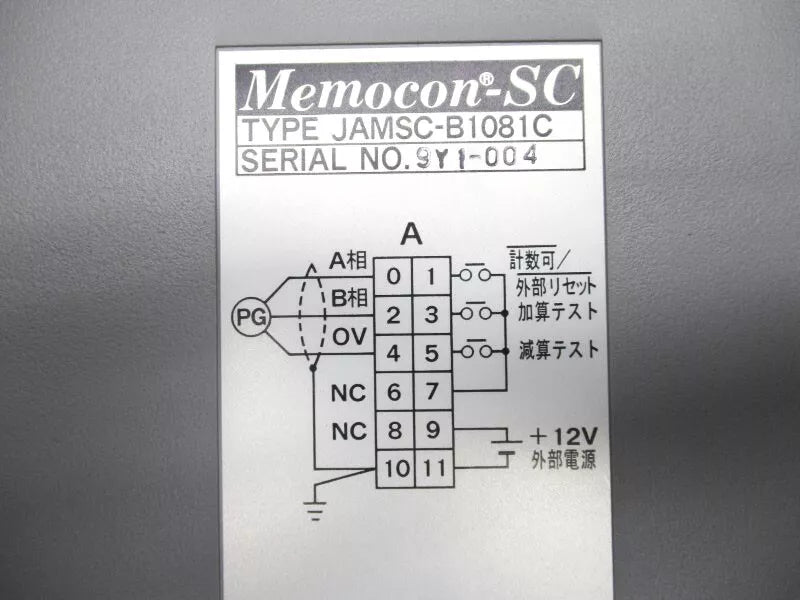 Memocon®-SC
TYPE JAMSC-B1081C
SERIAL NO. 9Y1-004
A
A相 0 1 計数可/
外部リセット
PG B相 2 3 加算テスト
0V 4 5 減算テスト
NC 6 7
NC 8 9 +12V
外部電源
10 11